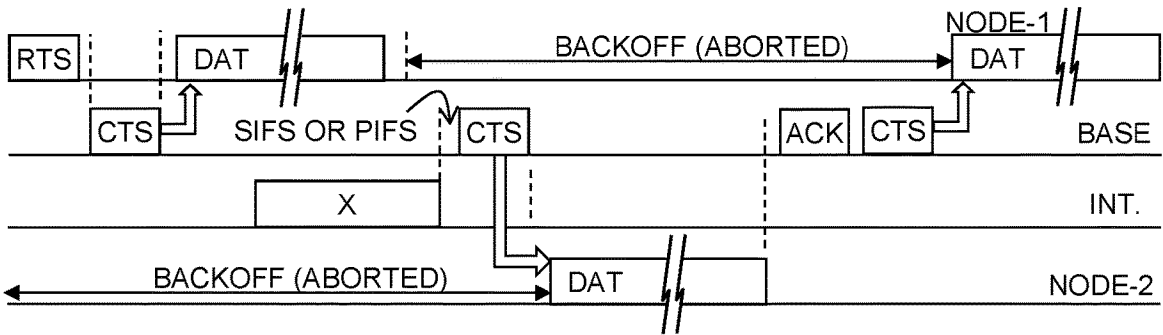 NODE-1
RTS DAT BACKOFF (ABORTED) DAT
CTS SIFS OR PIFS CTS ACK CTS BASE
X INT.
BACKOFF (ABORTED) DAT NODE-2